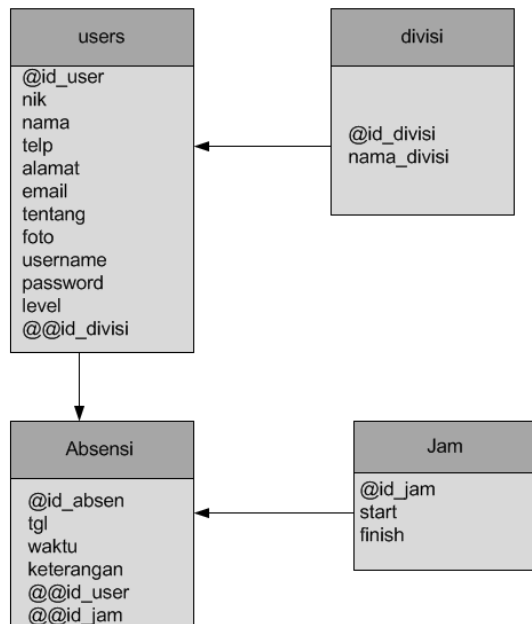 users
@id_user
nik
nama
telp
alamat
email
tentang
foto
username
password
level
@@id_divisi
divisi
@id_divisi
nama_divisi
Absensi
@id_absen
tgl
waktu
keterangan
@@id_user
@@id_jam
Jam
@id_jam
start
finish